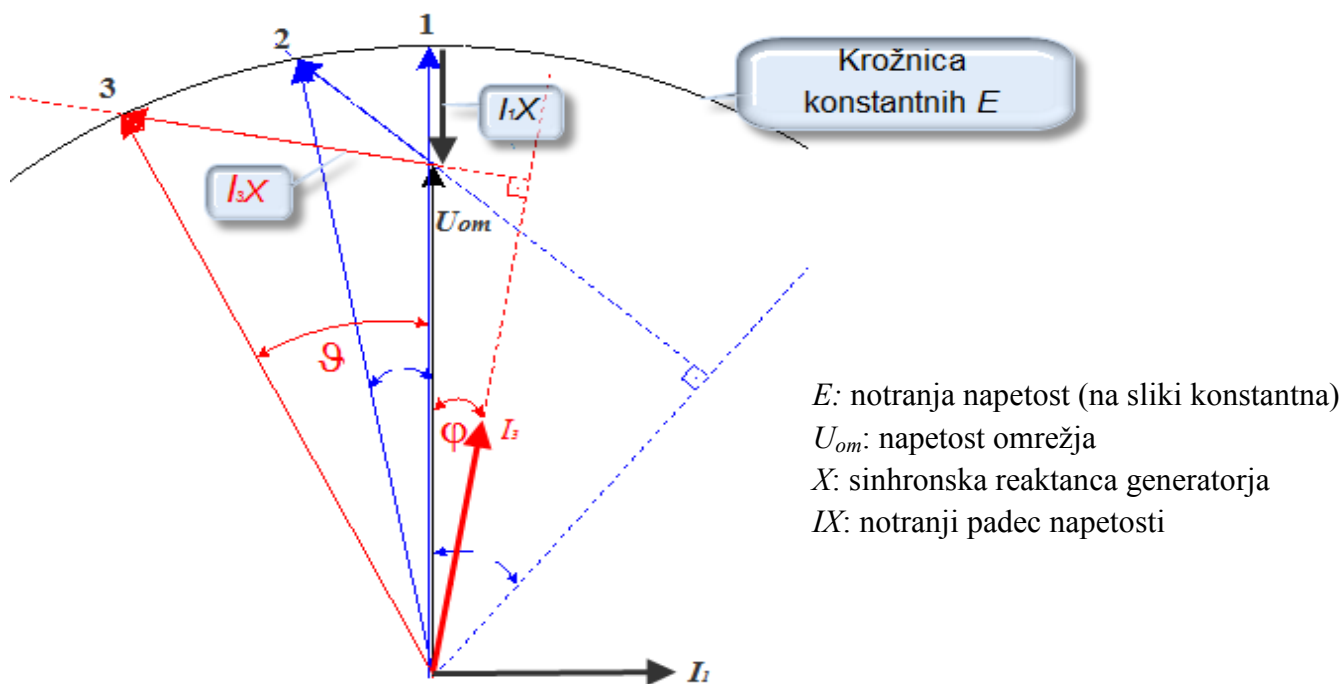 1
2
3
Krožnica
konstantnih E
I₁X
I₃X
Uom
ϑ
φ
I₃
I₁
E: notranja napetost (na sliki konstantna)
Uom: napetost omrežja
X: sinhronska reaktanca generatorja
IX: notranji padec napetosti